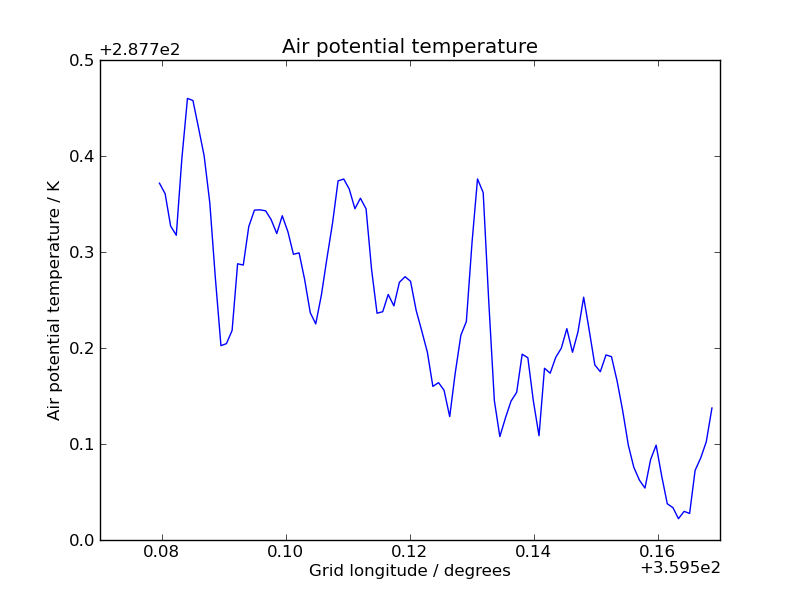 Air potential temperature
+2.877e2
0.5
0.4
0.3
0.2
0.1
0.0
Air potential temperature / K
0.08 0.10 0.12 0.14 0.16
Grid longitude / degrees
+3.595e2